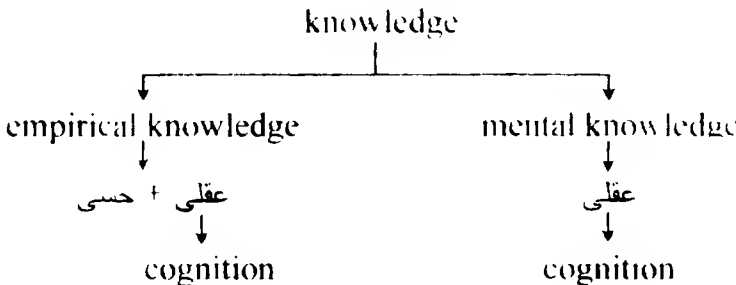 knowledge
empirical knowledge mental knowledge
عقلی + حسی عقلی
cognition cognition